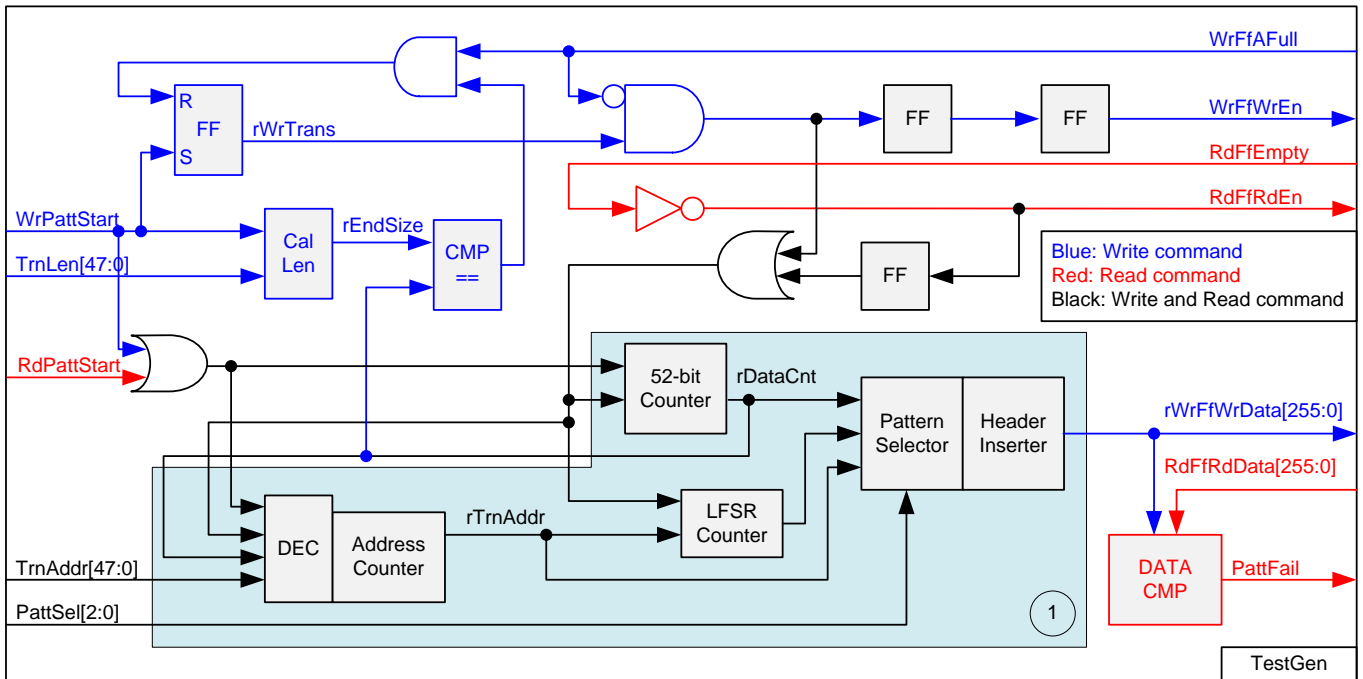 WrFfAFull
R
FF
S
rWrTrans
FF
FF
WrFfWrEn
RdFfEmpty
RdFfRdEn
WrPattStart
TrnLen[47:0]
Cal
Len
rEndSize
CMP
==
FF
Blue: Write command
Red: Read command
Black: Write and Read command
RdPattStart
52-bit
Counter
rDataCnt
Pattern
Selector
Header
Inserter
rWrFfWrData[255:0]
RdFfRdData[255:0]
LFSR
Counter
rTrnAddr
DEC
Address
Counter
TrnAddr[47:0]
PattSel[2:0]
DATA
CMP
PattFail
1
TestGen